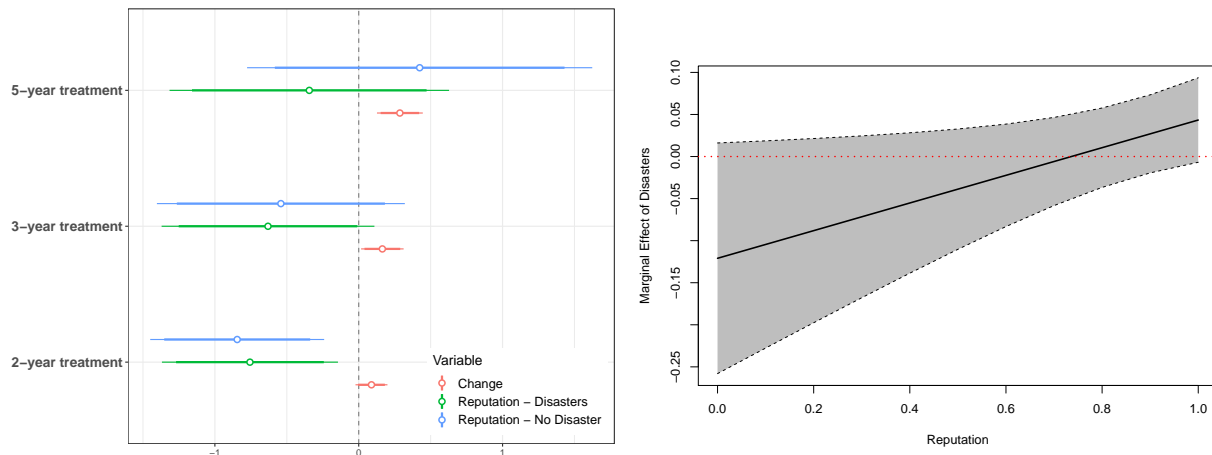 5−year treatment
3−year treatment
2−year treatment
Variable
Change
Reputation − Disasters
Reputation − No Disaster
−1
0
1
Marginal Effect of Disasters
0.10
0.05
0.00
−0.05
−0.15
−0.25
0.0 0.2 0.4 0.6 0.8 1.0
Reputation